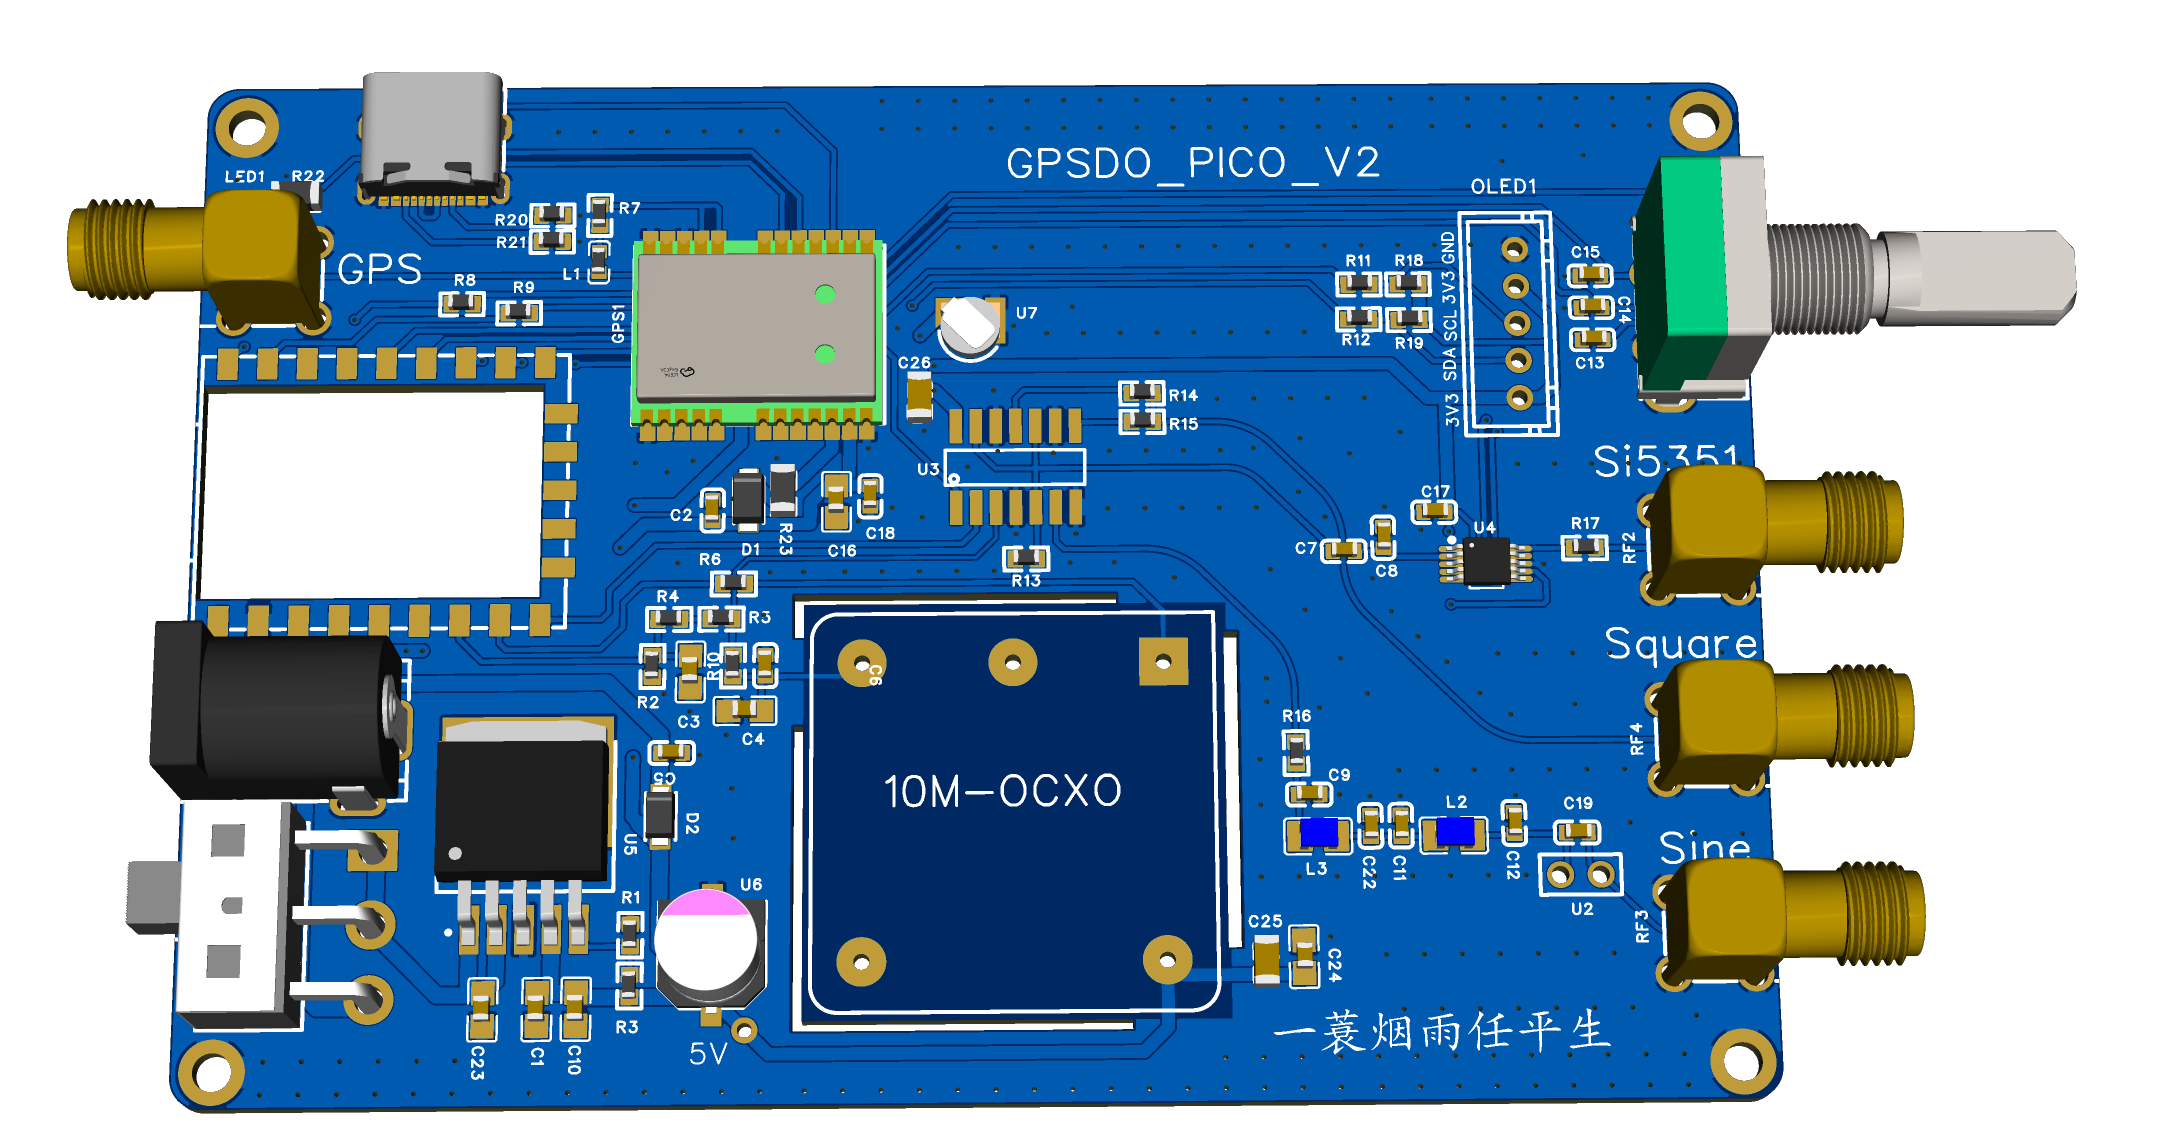 GPSDO_PICO_V2
LED1
R22
OLED1
R20
R7
R21
GPS
L1
R8
R9
GPS1
U7
R11
R18
GND
3V3
SCL
SDA
3V3
R12
R19
C15
C14
C13
C26
R14
R15
U3
Si5351
C2
D1
R23
C16
C18
R13
C17
U4
C7
C8
R17
RF2
R6
R4
R3
R2
C3
R10
C6
C4
Square
RF4
C5
D2
U5
10M-OCXO
R16
C9
L3
C22
C11
L2
C12
C19
U2
Sine
RF3
R1
U6
R3
C25
C24
C23
C1
C10
5V
一蓑烟雨任平生